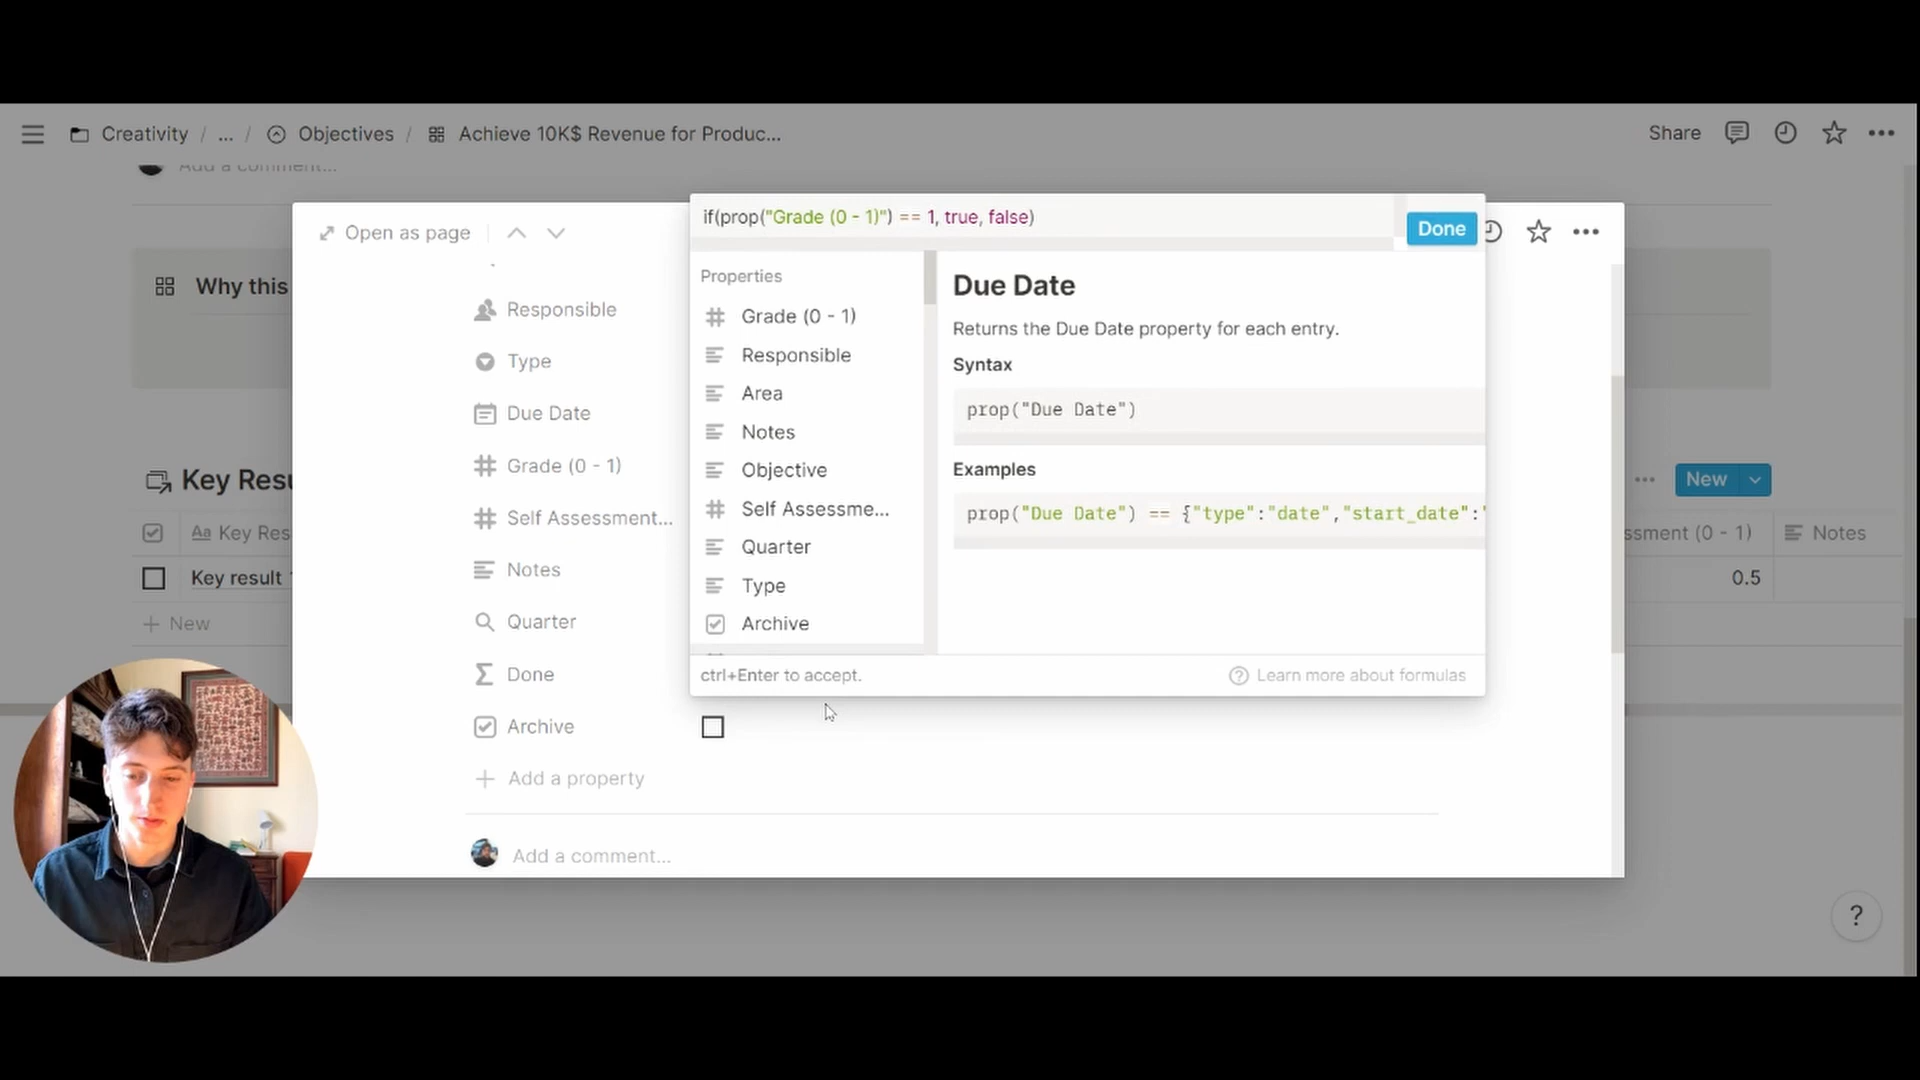 Creativity / ... / Objectives / Achieve 10K$ Revenue for Produc...
Share
Add a comment...
Open as page
if(prop("Grade (0 - 1)") == 1, true, false)
Done
Why this
Key Resu
New
Aa Key Res
ssment (0 - 1)
Notes
Key result
0.5
+ New
Responsible
Type
Due Date
Grade (0 - 1)
Self Assessment...
Notes
Quarter
Done
Archive
+ Add a property
Add a comment...
Properties
Grade (0 - 1)
Responsible
Area
Notes
Objective
Self Assessme...
Quarter
Type
Archive
Due Date
Returns the Due Date property for each entry.
Syntax
prop("Due Date")
Examples
prop("Due Date") == {"type":"date","start_date":"
ctrl+Enter to accept.
? Learn more about formulas
?